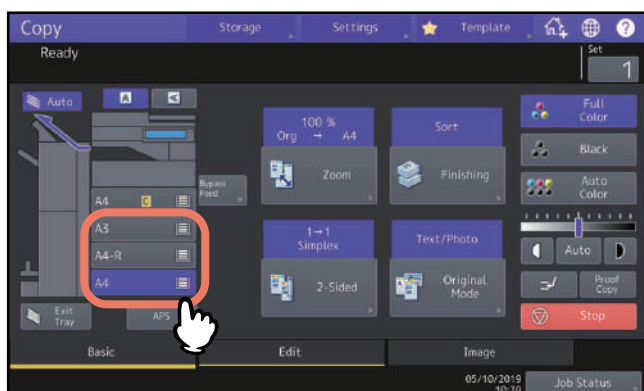 Copy
Storage
Settings
Template
?
Ready
Set
1
Auto
A
A
100 %
Org → A4
Sort
Full
Color
Bypass
Feed
Zoom
Finishing
Black
A4
C
A3
A4-R
A4
Auto
Color
1→1
Simplex
Text/Photo
Auto
2-Sided
Original
Mode
Proof
Copy
Exit
Tray
APS
Stop
Basic
Edit
Image
05/10/2019
10:39
Job Status